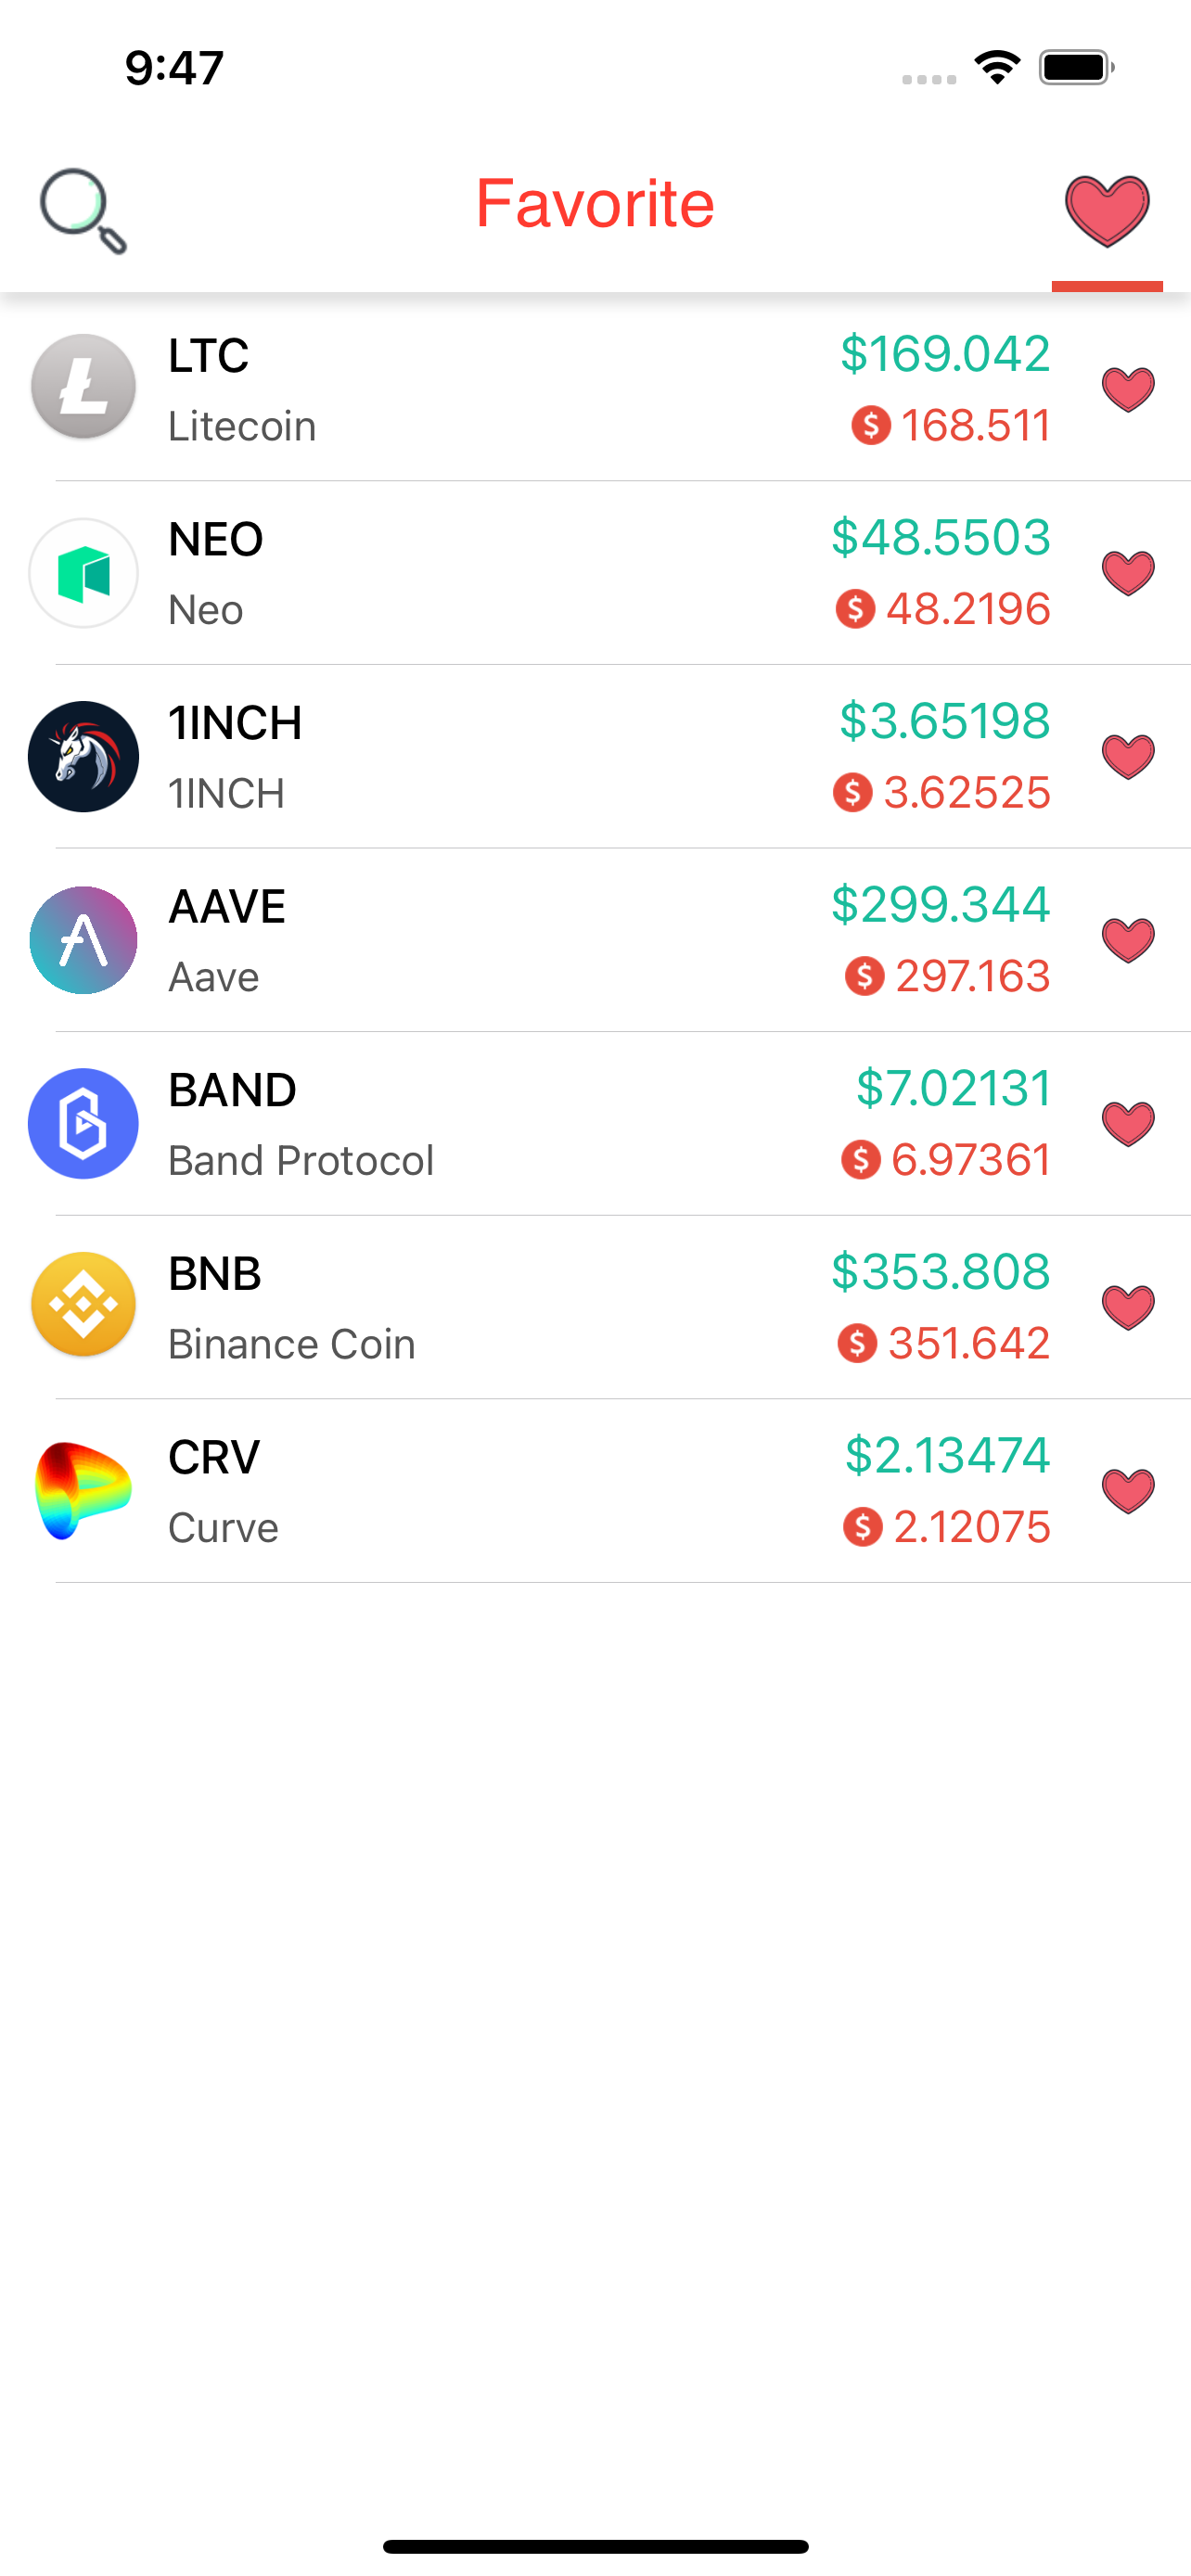 9:47
Favorite
LTC
$169.042
Litecoin
$ 168.511
NEO
$48.5503
Neo
$ 48.2196
1INCH
$3.65198
1INCH
$ 3.62525
AAVE
$299.344
Aave
$ 297.163
BAND
$7.02131
Band Protocol
$ 6.97361
BNB
$353.808
Binance Coin
$ 351.642
CRV
$2.13474
Curve
$ 2.12075